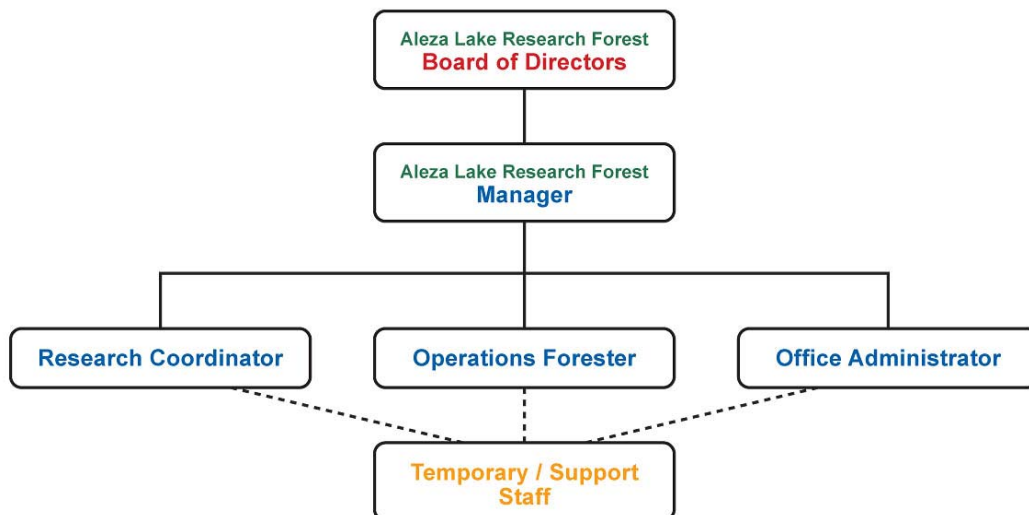 Aleza Lake Research Forest
Board of Directors
Aleza Lake Research Forest
Manager
Research Coordinator
Operations Forester
Office Administrator
Temporary / Support
Staff